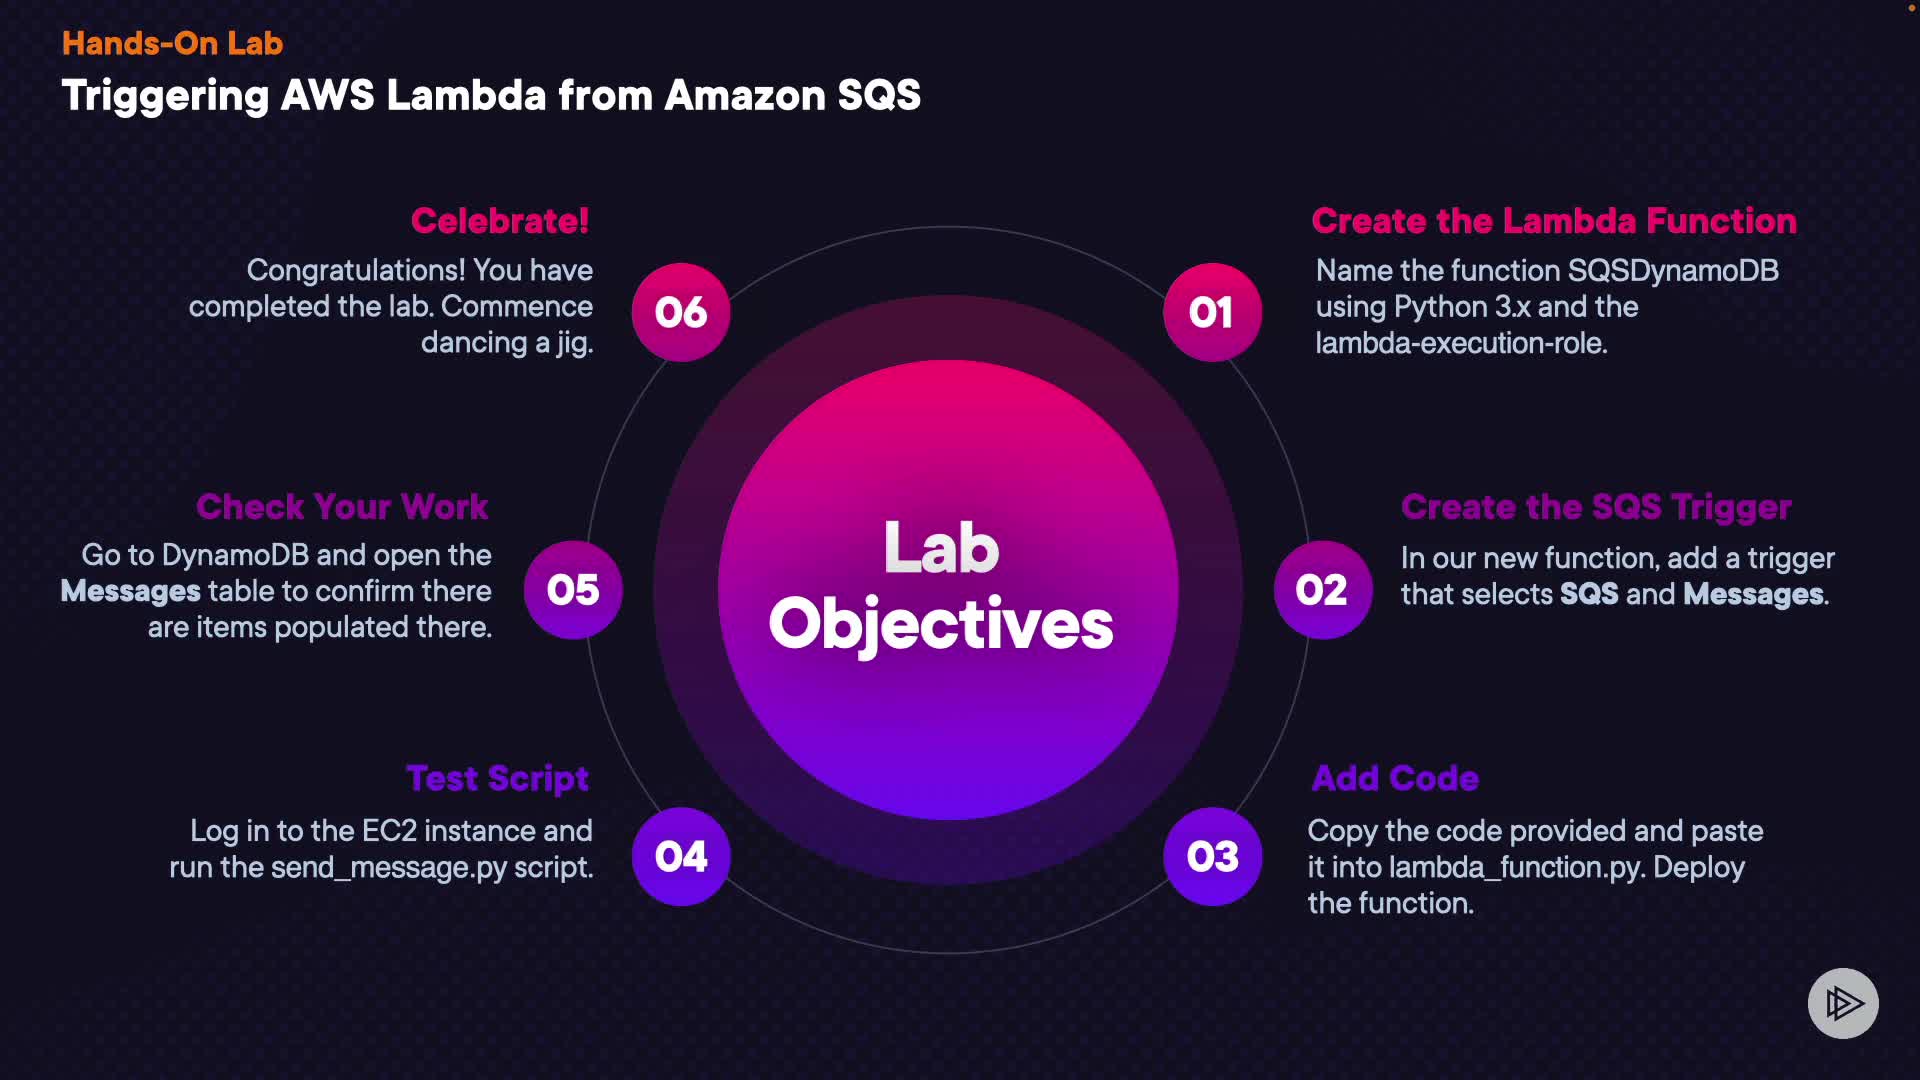 Hands-On Lab
Triggering AWS Lambda from Amazon SQS
Lab
Objectives
01
Create the Lambda Function
Name the function SQSDynamoDB
using Python 3.x and the
lambda-execution-role.
02
Create the SQS Trigger
In our new function, add a trigger
that selects SQS and Messages.
03
Add Code
Copy the code provided and paste
it into lambda_function.py. Deploy
the function.
04
Test Script
Log in to the EC2 instance and
run the send_message.py script.
05
Check Your Work
Go to DynamoDB and open the
Messages table to confirm there
are items populated there.
06
Celebrate!
Congratulations! You have
completed the lab. Commence
dancing a jig.